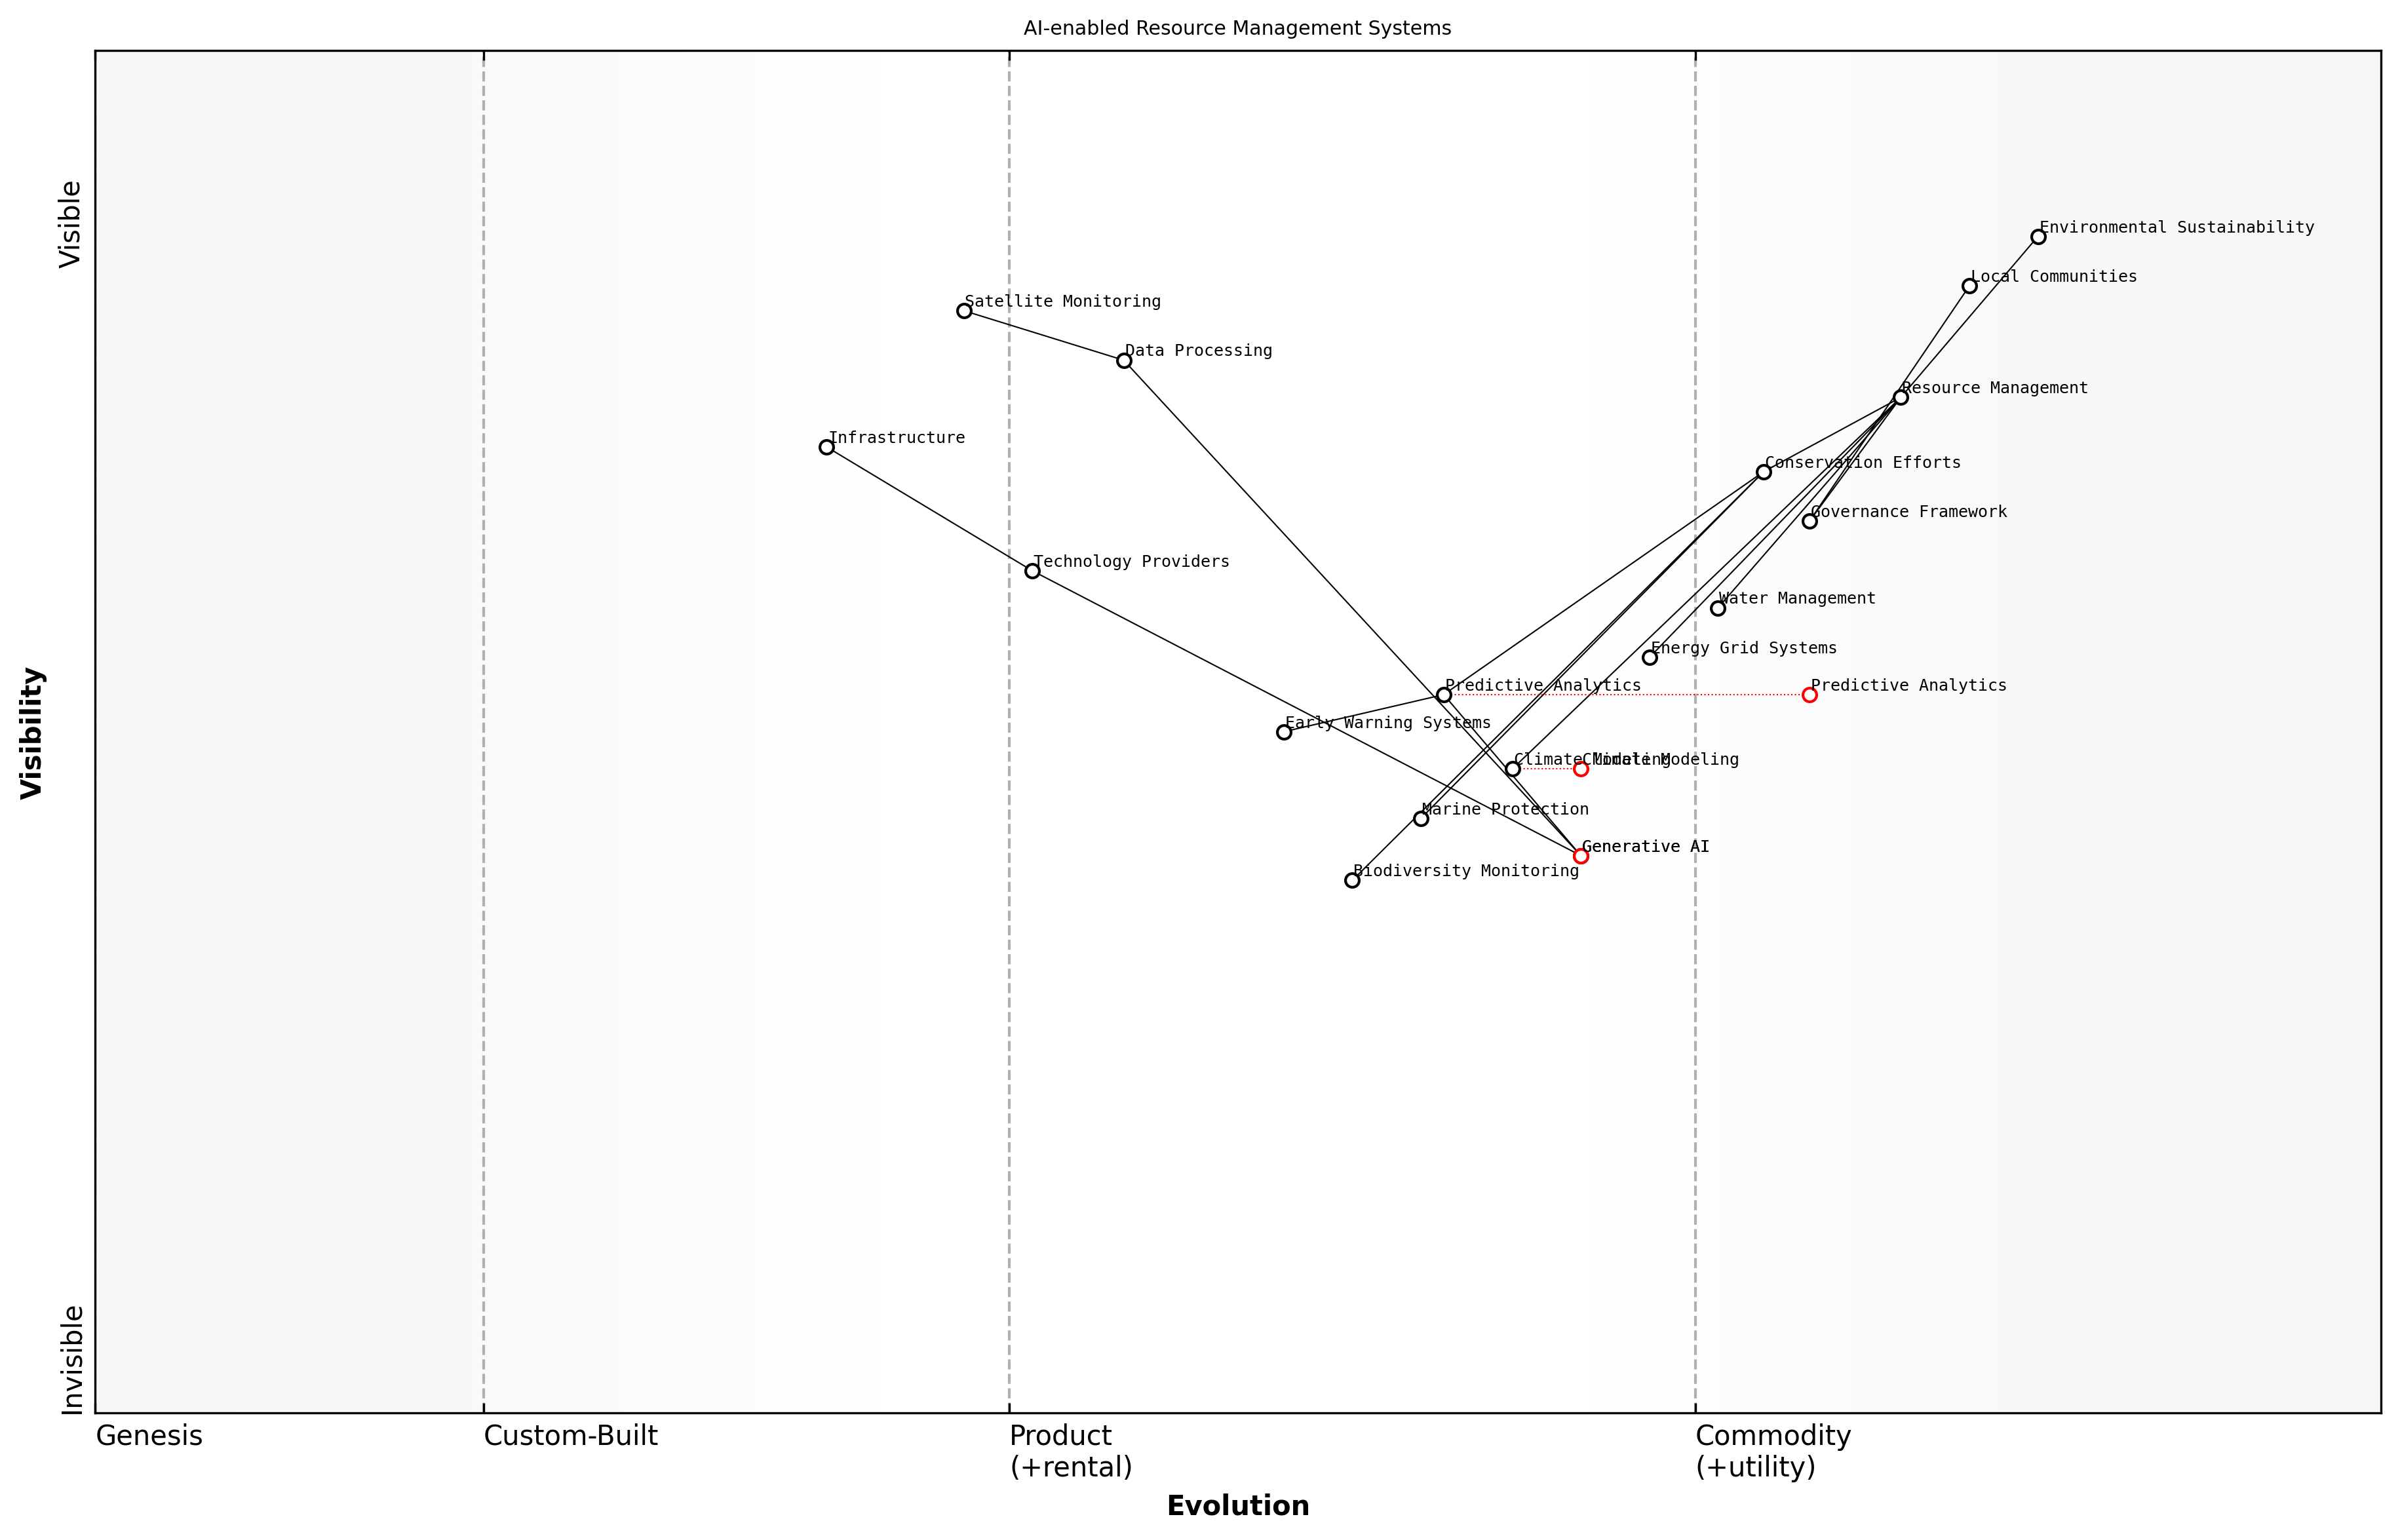 AI-enabled Resource Management Systems
Visible
Environmental Sustainability
Local Communities
Satellite Monitoring
Data Processing
Resource Management
Infrastructure
Conservation Efforts
Governance Framework
Technology Providers
Water Management
Energy Grid Systems
Predictive Analytics
Predictive Analytics
Early Warning Systems
Climate Modeling
Climate Modeling
Marine Protection
Generative AI
Biodiversity Monitoring
Visibility
Invisible
Genesis
Custom-Built
Product
(+rental)
Commodity
(+utility)
Evolution